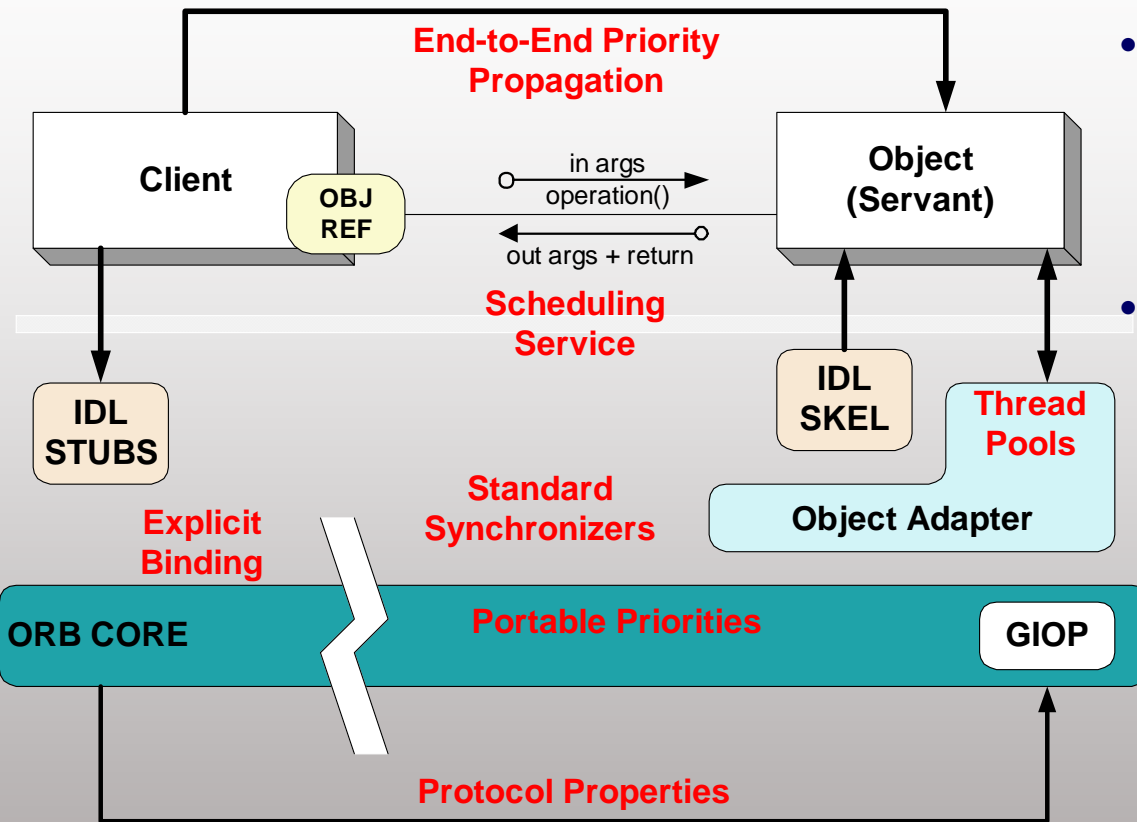 End-to-End Priority
Propagation
•
Client
OBJ
REF
in args
operation()
out args + return
Object
(Servant)
Scheduling
Service
•
IDL
STUBS
IDL
SKEL
Thread
Pools
Standard
Synchronizers
Explicit
Binding
Object Adapter
ORB CORE
Portable Priorities
GIOP
Protocol Properties